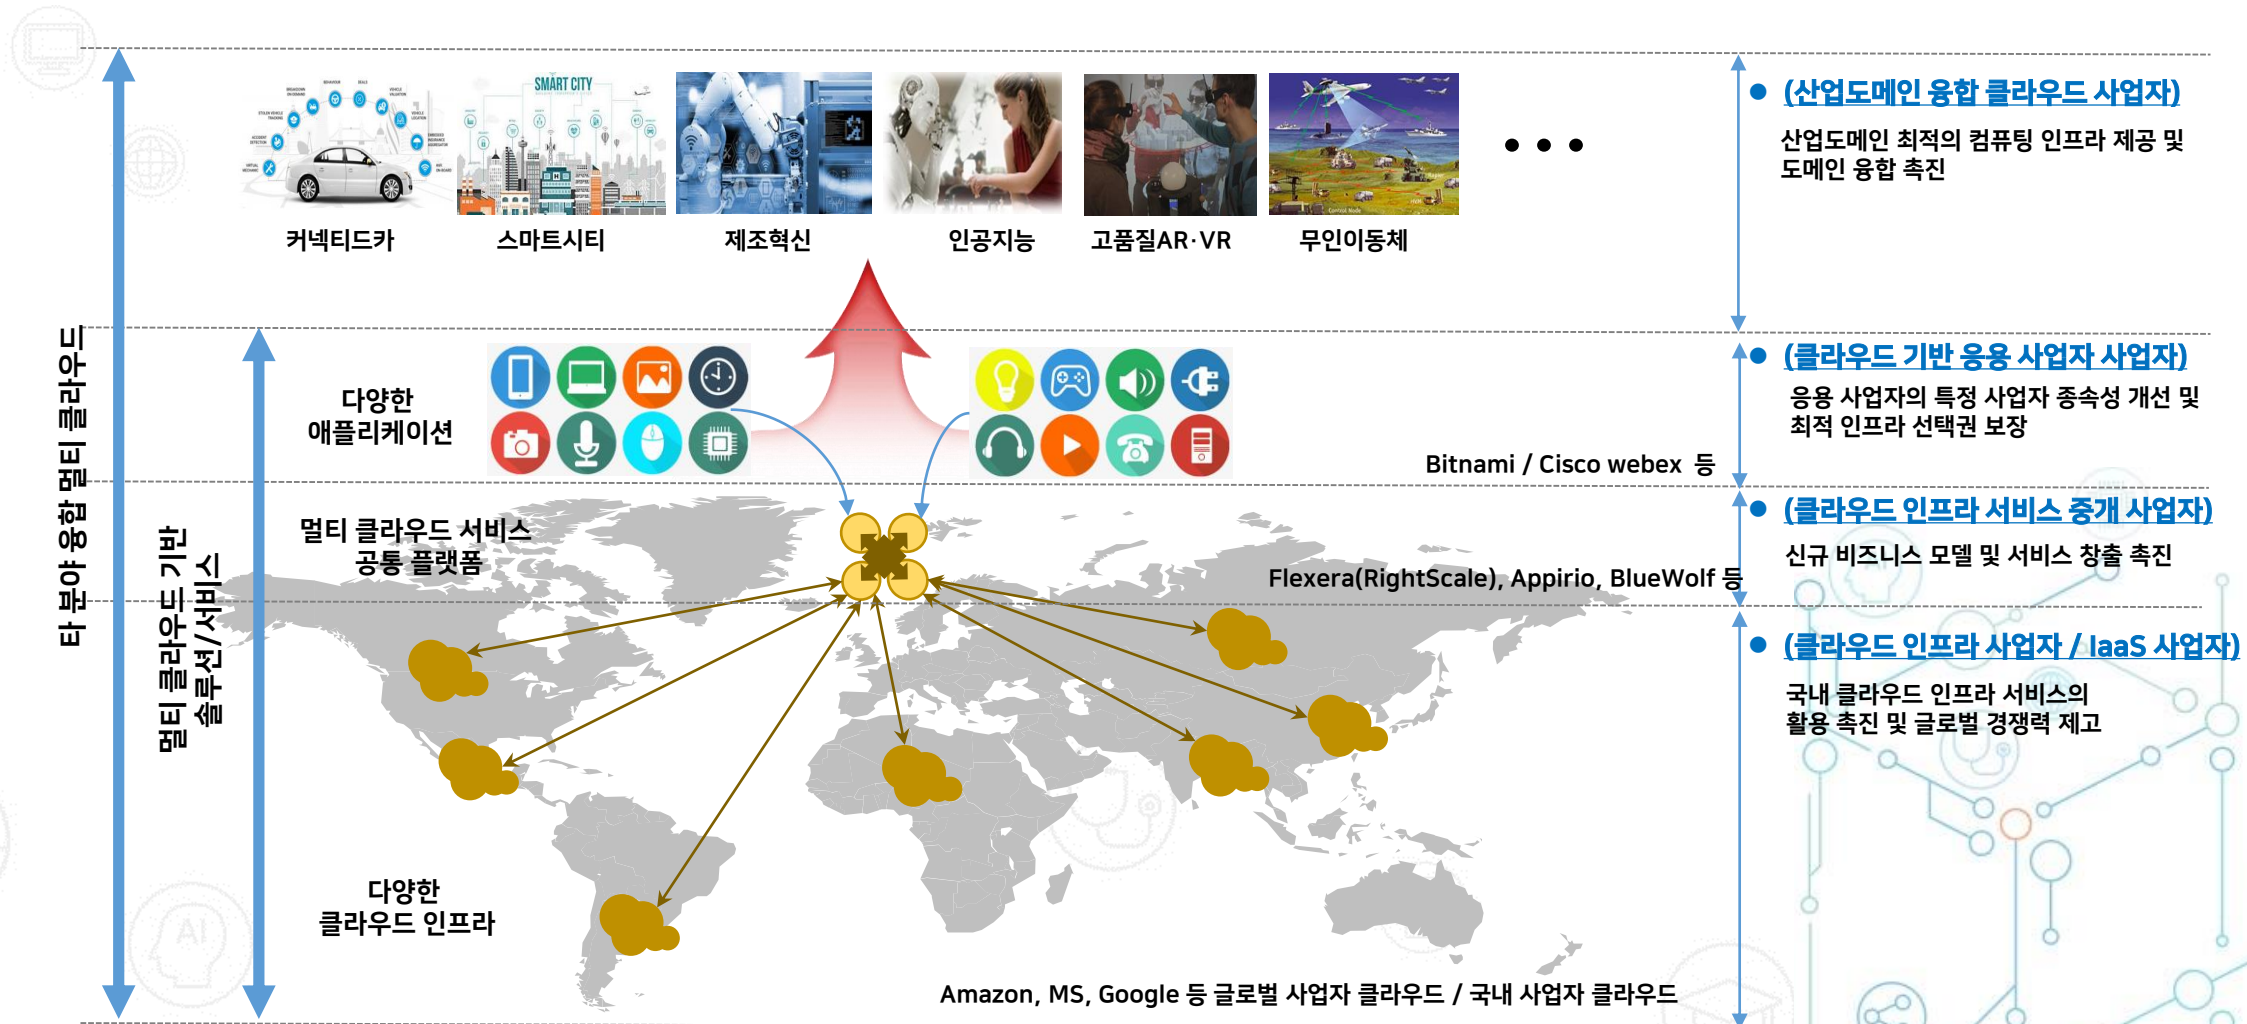 타 분야 융합 멀티 클라우드
멀티 클라우드 기반
솔루션/서비스
SMART CITY
커넥티드카
스마트시티
제조혁신
인공지능
고품질AR·VR
무인이동체
• • •
(산업도메인 융합 클라우드 사업자)
산업도메인 최적의 컴퓨팅 인프라 제공 및
도메인 융합 촉진
다양한
애플리케이션
Bitnami / Cisco webex 등
(클라우드 기반 응용 사업자 사업자)
응용 사업자의 특정 사업자 종속성 개선 및
최적 인프라 선택권 보장
멀티 클라우드 서비스
공통 플랫폼
Flexera(RightScale), Appirio, BlueWolf 등
(클라우드 인프라 서비스 중개 사업자)
신규 비즈니스 모델 및 서비스 창출 촉진
다양한
클라우드 인프라
Amazon, MS, Google 등 글로벌 사업자 클라우드 / 국내 사업자 클라우드
(클라우드 인프라 사업자 / IaaS 사업자)
국내 클라우드 인프라 서비스의
활용 촉진 및 글로벌 경쟁력 제고
AI
AI